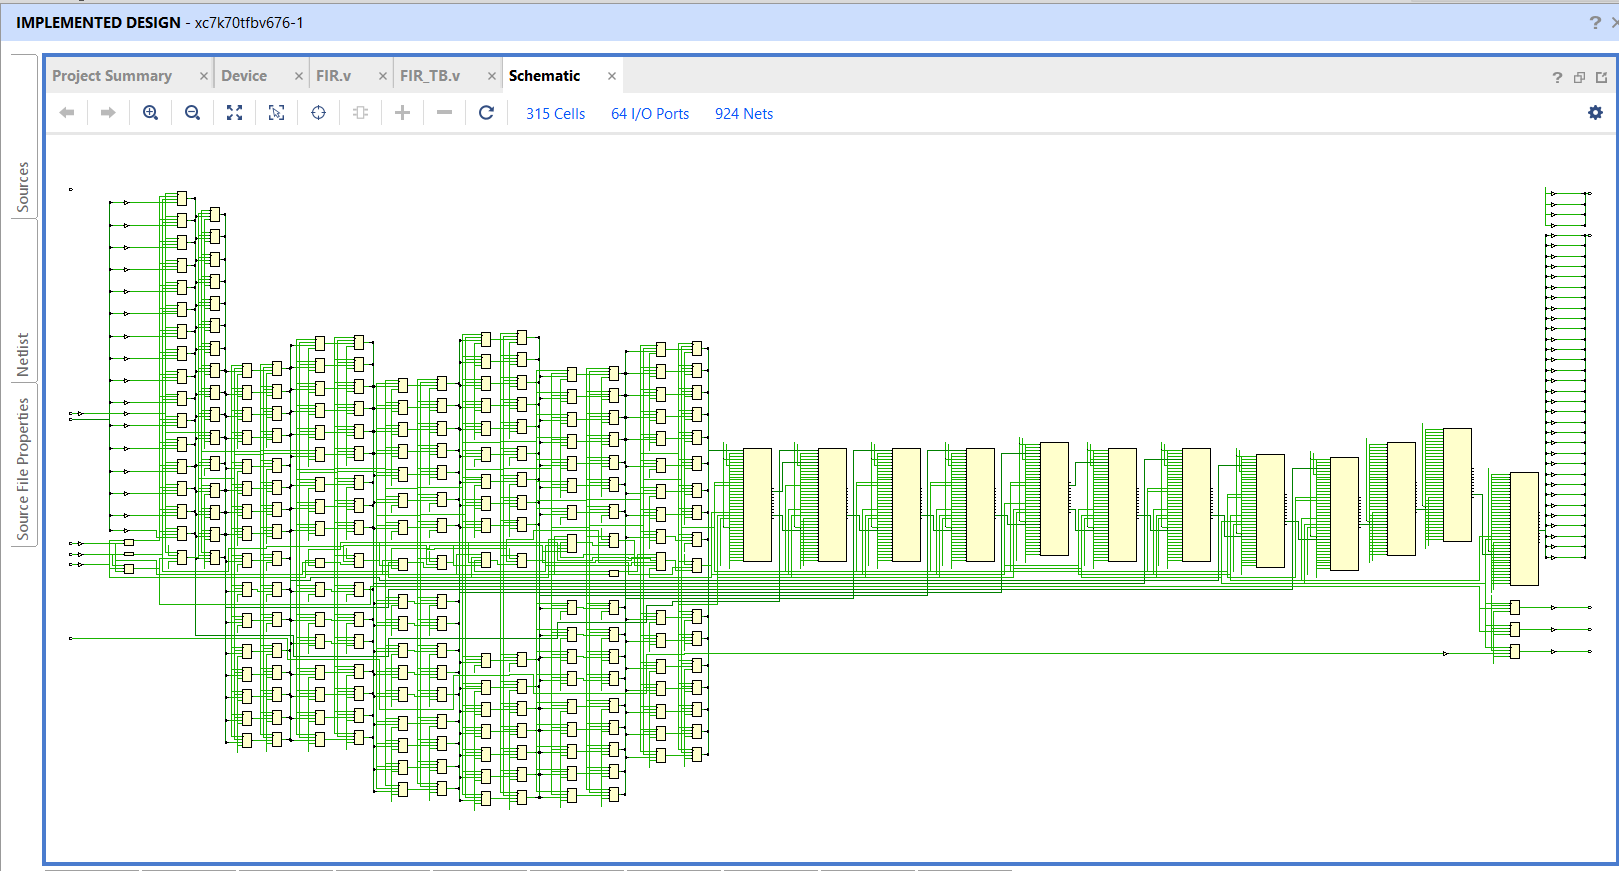 IMPLEMENTED DESIGN - xc7k70tfbv676-1
Project Summary × Device × FIR.v × FIR_TB.v × Schematic ×
315 Cells 64 I/O Ports 924 Nets
Sources
Netlist
Source File Properties